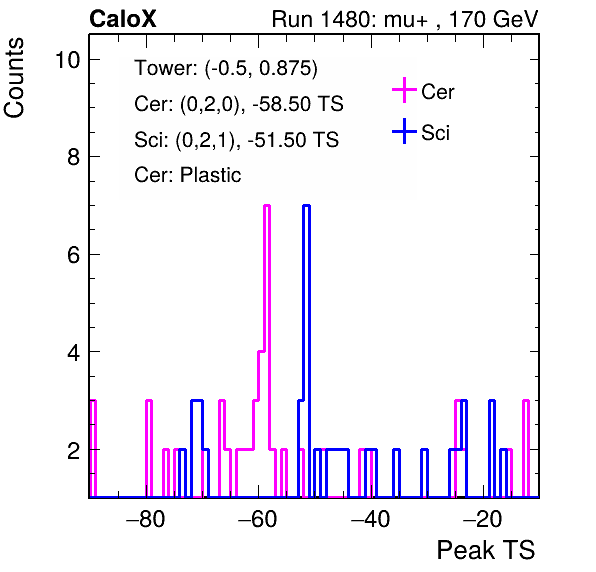 CaloX Run 1480: mu+ , 170 GeV
Counts
10
8
6
4
2
Tower: (-0.5, 0.875)
Cer: (0,2,0), -58.50 TS
Sci: (0,2,1), -51.50 TS
Cer: Plastic
Cer
Sci
−80 −60 −40 −20
Peak TS